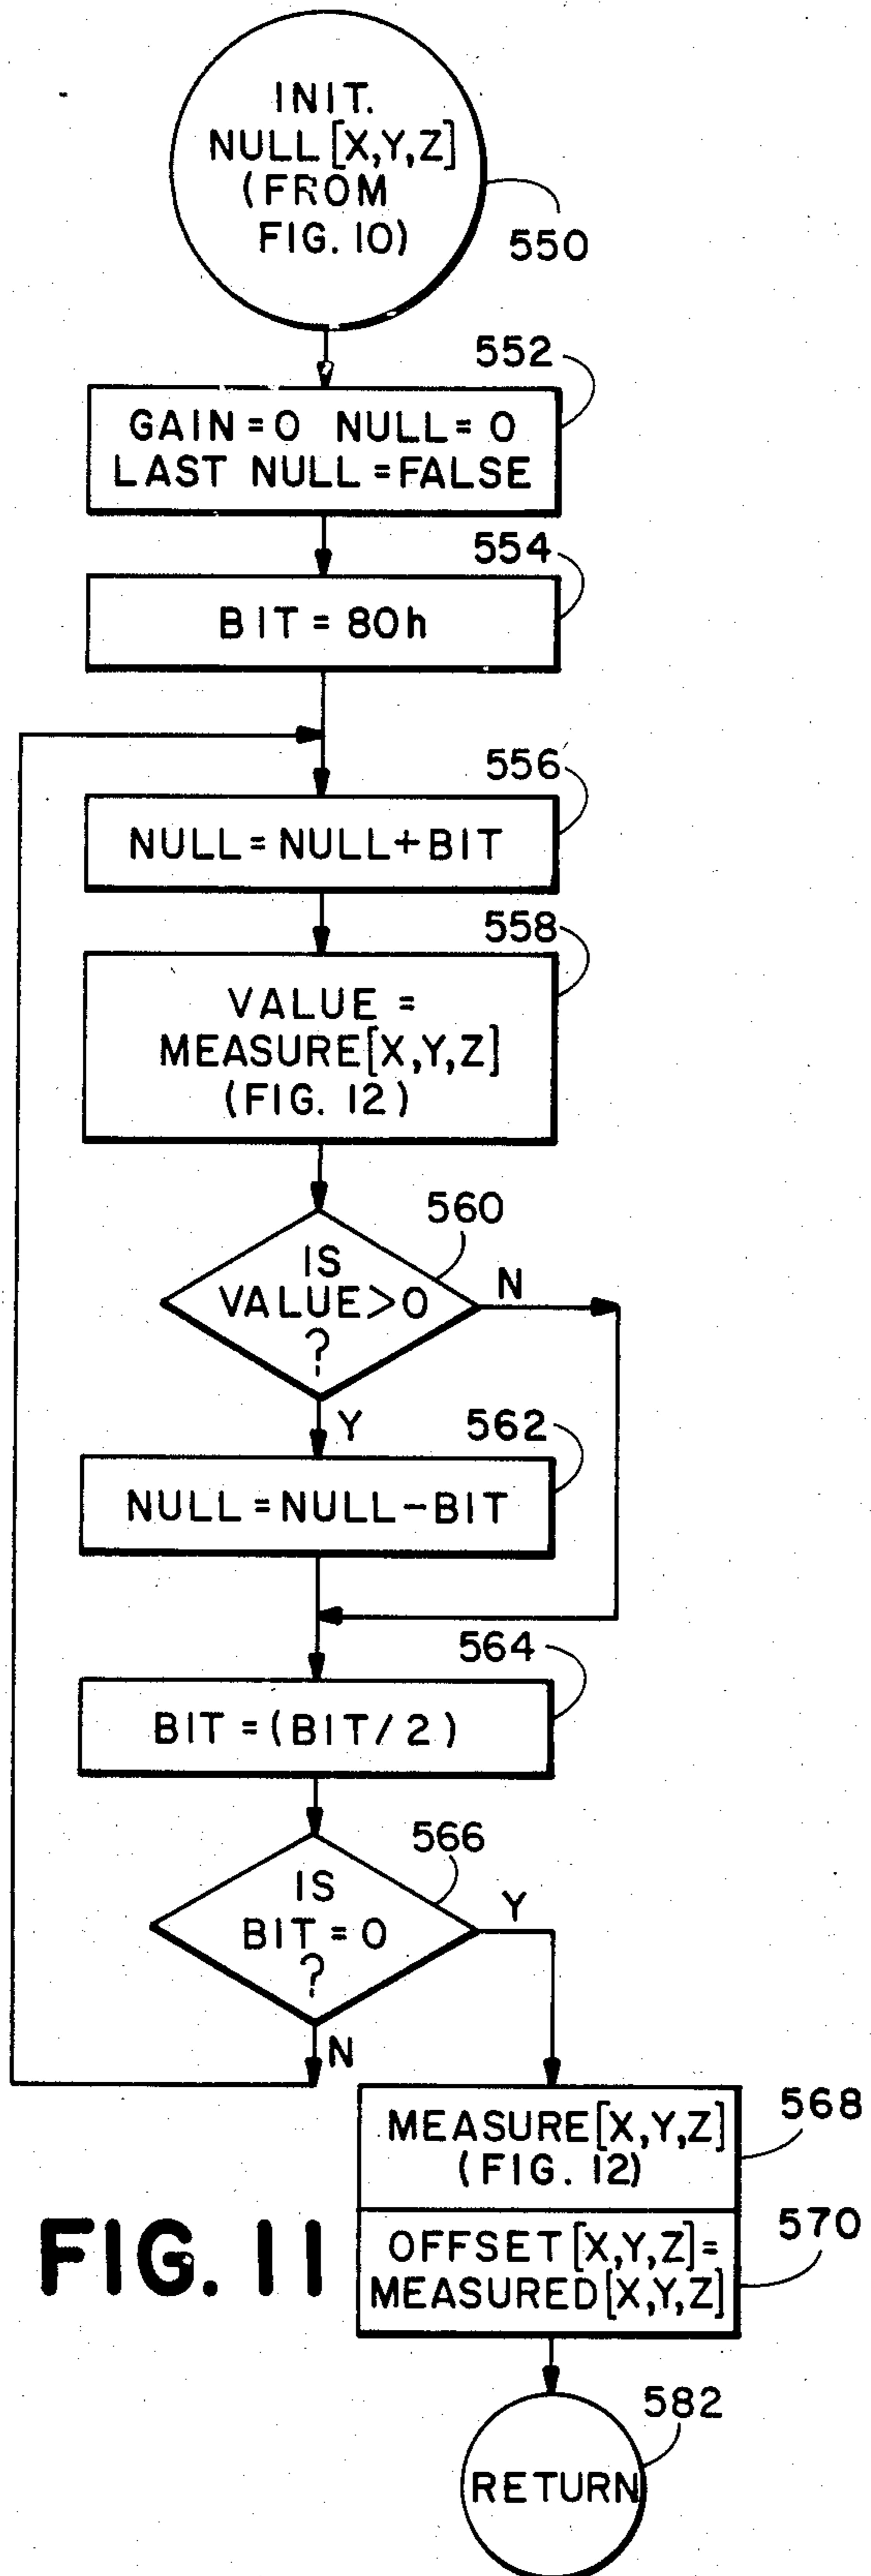 INIT.
NULL[X,Y,Z]
(FROM
FIG. 10)
550
552
GAIN=0 NULL=0
LAST NULL=FALSE
554
BIT = 80h
556
NULL=NULL+BIT
558
VALUE =
MEASURE[X,Y,Z]
(FIG. 12)
560
IS
VALUE>0
?
N
Y
562
NULL=NULL-BIT
564
BIT=(BIT/2)
566
IS
BIT=0
?
Y
N
568
MEASURE[X,Y,Z]
(FIG. 12)
570
OFFSET[X,Y,Z]=
MEASURED[X,Y,Z]
FIG. 11
582
RETURN